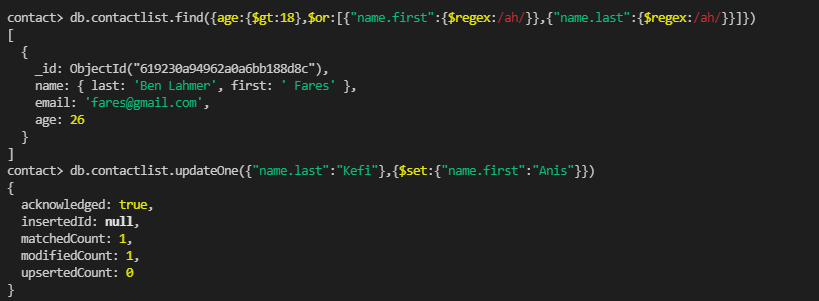 contact> db.contactlist.find({age:{$gt:18},$or:[{"name.first":{$regex:/ah/}},{"name.last":{$regex:/ah/}}]})
[
  {
    _id: ObjectId("619230a94962a0a6bb188d8c"),
    name: { last: 'Ben Lahmer', first: ' Fares' },
    email: 'fares@gmail.com',
    age: 26
  }
]
contact> db.contactlist.updateOne({"name.last":"Kefi"},{$set:{"name.first":"Anis"}})
{
  acknowledged: true,
  insertedId: null,
  matchedCount: 1,
  modifiedCount: 1,
  upsertedCount: 0
}